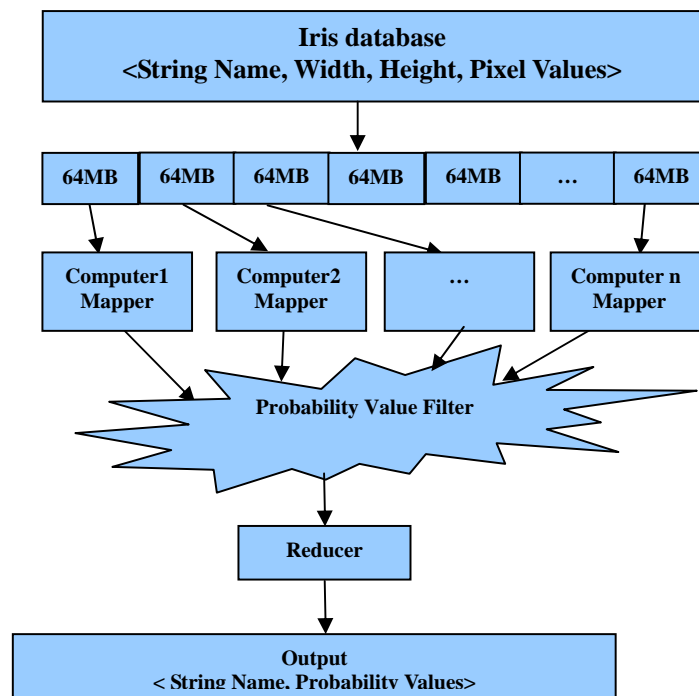 Iris database
<String Name, Width, Height, Pixel Values>
64MB 64MB 64MB 64MB 64MB … 64MB
Computer1 Computer2 … Computer n
Mapper Mapper Mapper
Probability Value Filter
Reducer
Output
< String Name, Probability Values>